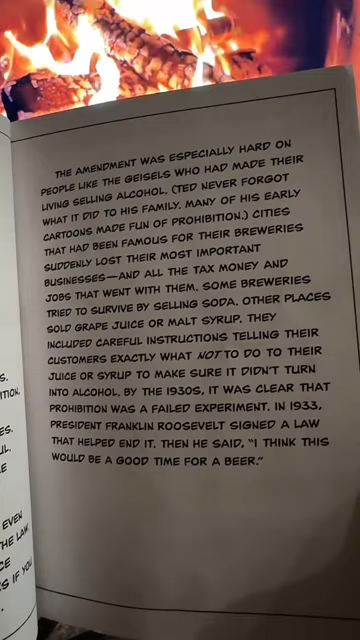 THE AMENDMENT WAS ESPECIALLY HARD ON
PEOPLE LIKE THE GEISELS WHO HAD MADE THEIR
LIVING SELLING ALCOHOL. (TED NEVER FORGOT
WHAT IT DID TO HIS FAMILY. MANY OF HIS EARLY
CARTOONS MADE FUN OF PROHIBITION.) CITIES
THAT HAD BEEN FAMOUS FOR THEIR BREWERIES
SUDDENLY LOST THEIR MOST IMPORTANT
BUSINESSES—AND ALL THE TAX MONEY AND
JOBS THAT WENT WITH THEM. SOME BREWERIES
TRIED TO SURVIVE BY SELLING SODA. OTHER PLACES
SOLD GRAPE JUICE OR MALT SYRUP. THEY
INCLUDED CAREFUL INSTRUCTIONS TELLING THEIR
CUSTOMERS EXACTLY WHAT NOT TO DO TO THEIR
JUICE OR SYRUP TO MAKE SURE IT DIDN'T TURN
INTO ALCOHOL. BY THE 1930S, IT WAS CLEAR THAT
PROHIBITION WAS A FAILED EXPERIMENT. IN 1933,
PRESIDENT FRANKLIN ROOSEVELT SIGNED A LAW
THAT HELPED END IT. THEN HE SAID, "I THINK THIS
WOULD BE A GOOD TIME FOR A BEER."
EVEN
THE LAW
IF YOU